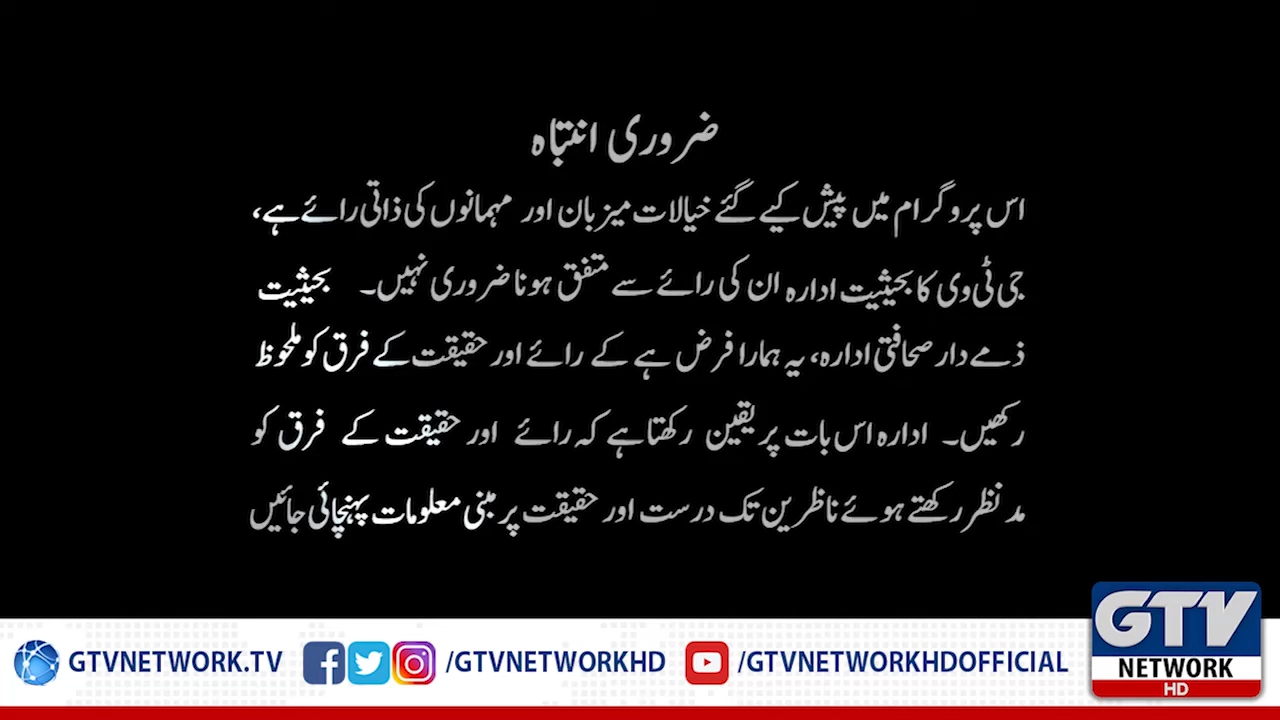 ضروری انتباہ
اس پروگرام میں پیش کیے گئے خیالات میزبان اور مہمانوں کی ذاتی رائے ہے،
جی ٹی وی کا بحیثیت ادارہ ان کی رائے سے متفق ہونا ضروری نہیں۔ بحیثیت
ذمے دار صحافتی ادارہ، یہ ہمارا فرض ہے کے رائے اور حقیقت کے فرق کو ملحوظ
رکھیں۔ ادارہ اس بات پر یقین رکھتا ہے کہ رائے اور حقیقت کے فرق کو
مد نظر رکھتے ہوئے ناظرین تک درست اور حقیقت پر مبنی معلومات پہنچائی جائیں
GTV
NETWORK
HD
GTVNETWORK.TV /GTVNETWORKHD /GTVNETWORKHDOFFICIAL